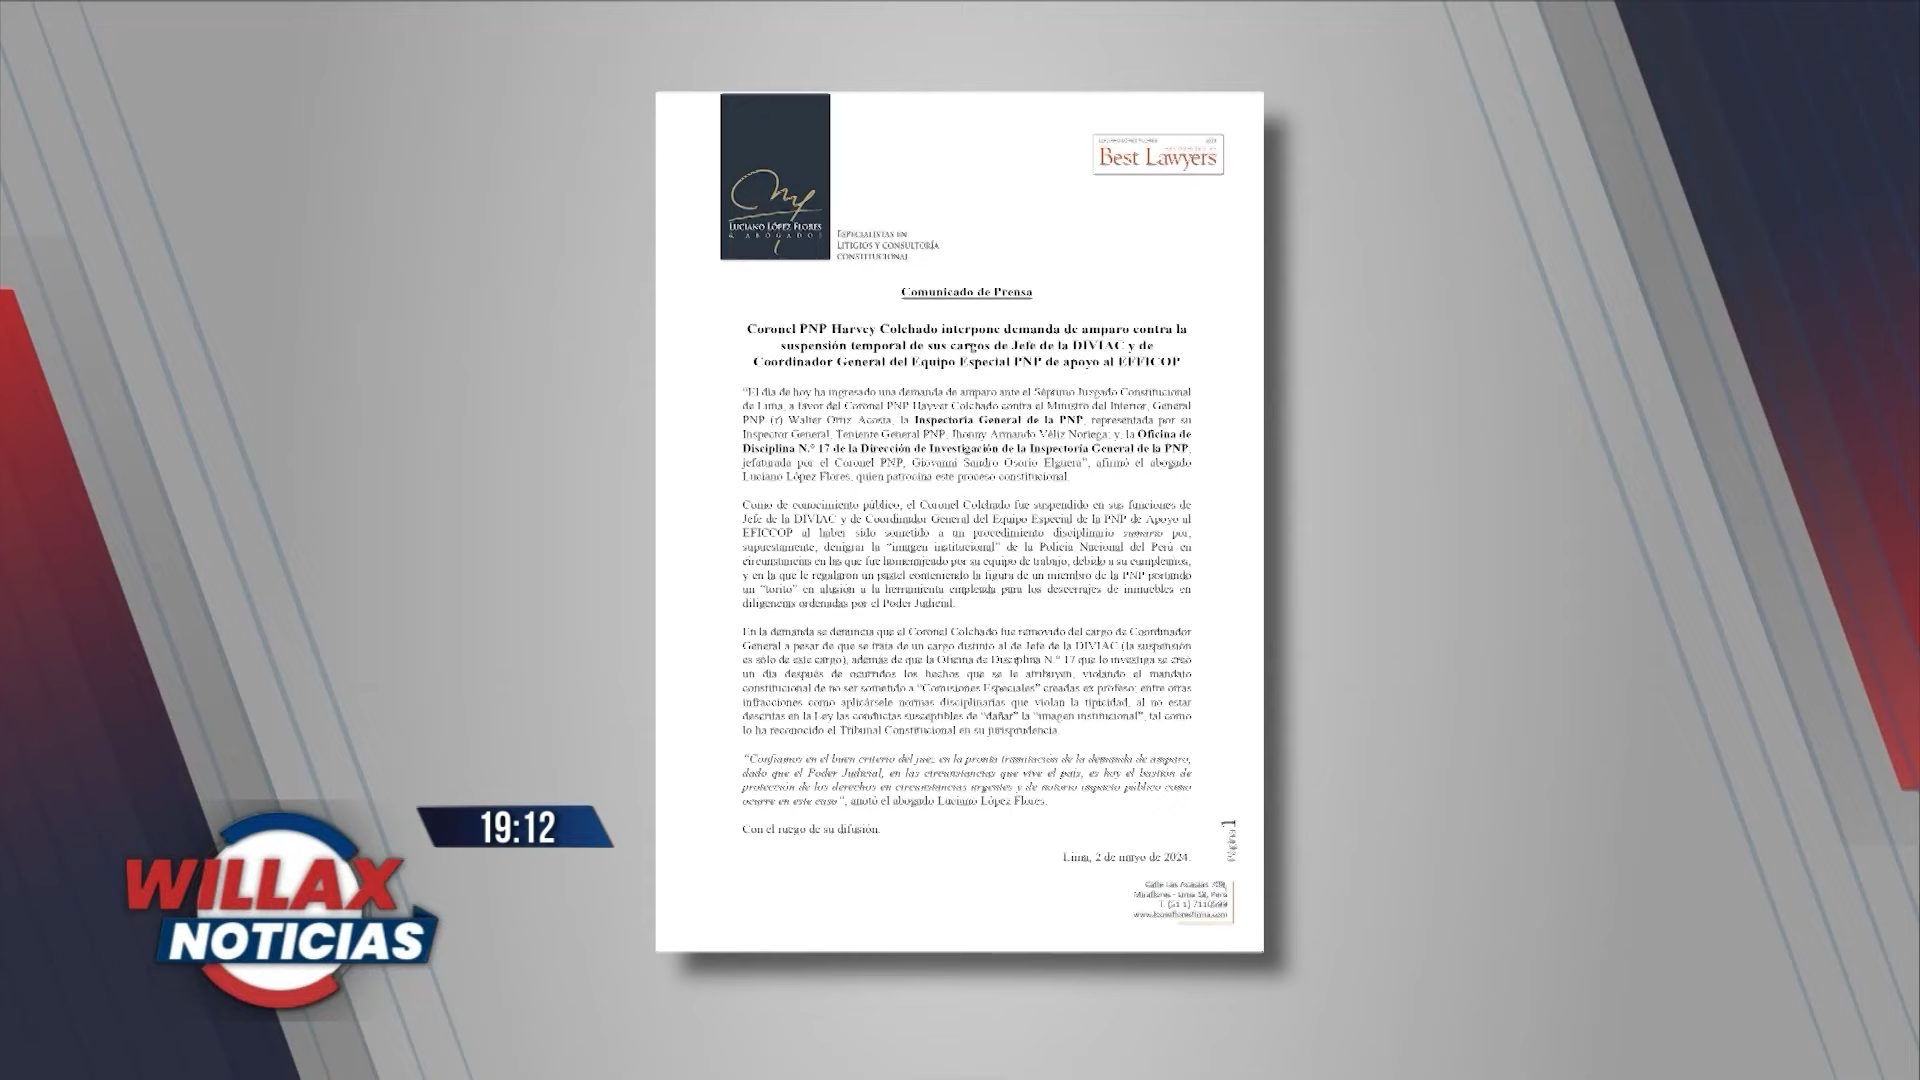 Best Lawyers
LUCIANO LÓPEZ FLORES
& ABOGADOS
ESPECIALISTAS EN
LITIGIOS Y CONSULTORÍA
CONSTITUCIONAL
Comunicado de Prensa
Coronel PNP Harvey Colchado interpone demanda de amparo contra la
suspensión temporal de sus cargos de Jefe de la DIVIAC y de
Coordinador General del Equipo Especial PNP de apoyo al EFFICOP
"El día de hoy ha ingresado una demanda de amparo ante el Séptimo Juzgado Constitucional
de Lima, a favor del Coronel PNP Hayver Colchado contra el Ministro del Interior, General
PNP (r) Walter Ortiz Acosta, la Inspectoría General de la PNP, representada por su
Inspector General, Teniente General PNP, Jhonny Armando Véliz Noriega; y, la Oficina de
Disciplina N.° 17 de la Dirección de Investigación de la Inspectoría General de la PNP,
jefaturada por el Coronel PNP, Giovanni Sandro Osorio Elguera", afirmó el abogado
Luciano López Flores, quien patrocina este proceso constitucional.
Como de conocimiento público, el Coronel Colchado fue suspendido en sus funciones de
Jefe de la DIVIAC y de Coordinador General del Equipo Especial de la PNP de Apoyo al
EFICCOP al haber sido sometido a un procedimiento disciplinario sumario por,
supuestamente, denigrar la "imagen institucional" de la Policía Nacional del Perú en
circunstancias en las que fue homenajeado por su equipo de trabajo, debido a su cumpleaños,
y en la que le regalaron un pastel conteniendo la figura de un miembro de la PNP portando
un "torito" en alusión a la herramienta empleada para los descerrajes de inmuebles en
diligencias ordenadas por el Poder Judicial.
En la demanda se denuncia que el Coronel Colchado fue removido del cargo de Coordinador
General a pesar de que se trata de un cargo distinto al de Jefe de la DIVIAC (la suspensión
es sólo de este cargo), además de que la Oficina de Disciplina N.° 17 que lo investiga se creó
un día después de ocurridos los hechos que se le atribuyen, violando el mandato
constitucional de no ser sometido a "Comisiones Especiales" creadas ex profeso; entre otras
infracciones como aplicársele normas disciplinarias que violan la tipicidad, al no estar
descritas en la Ley las conductas susceptibles de "dañar" la "imagen institucional", tal como
lo ha reconocido el Tribunal Constitucional en su jurisprudencia.
"Confiamos en el buen criterio del juez en la pronta tramitación de la demanda de amparo,
dado que el Poder Judicial, en las circunstancias que vive el país, es hoy el bastión de
protección de los derechos en circunstancias urgentes y de notorio impacto público como
ocurre en este caso", anotó el abogado Luciano López Flores.
Con el ruego de su difusión.
Página 1
Lima, 2 de mayo de 2024.
Calle Las Acacias
Miraflores - Lima 18, Perú
19:12
WILLAX
NOTICIAS